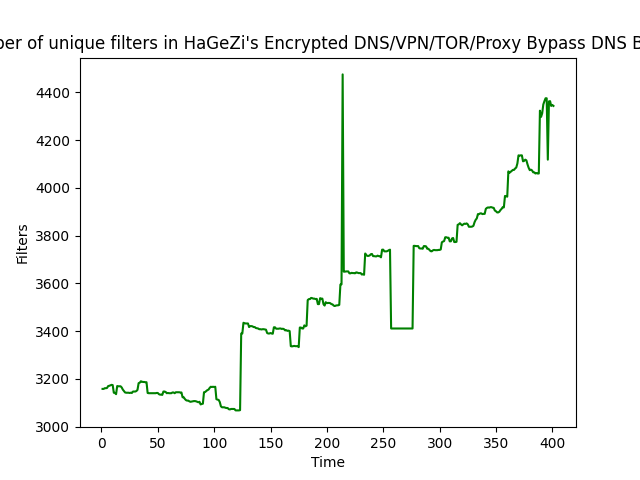 ber of unique filters in HaGeZi's Encrypted DNS/VPN/TOR/Proxy Bypass DNS B
4400
4200
4000
3800
3600
3400
3200
3000
Filters
0 50 100 150 200 250 300 350 400
Time